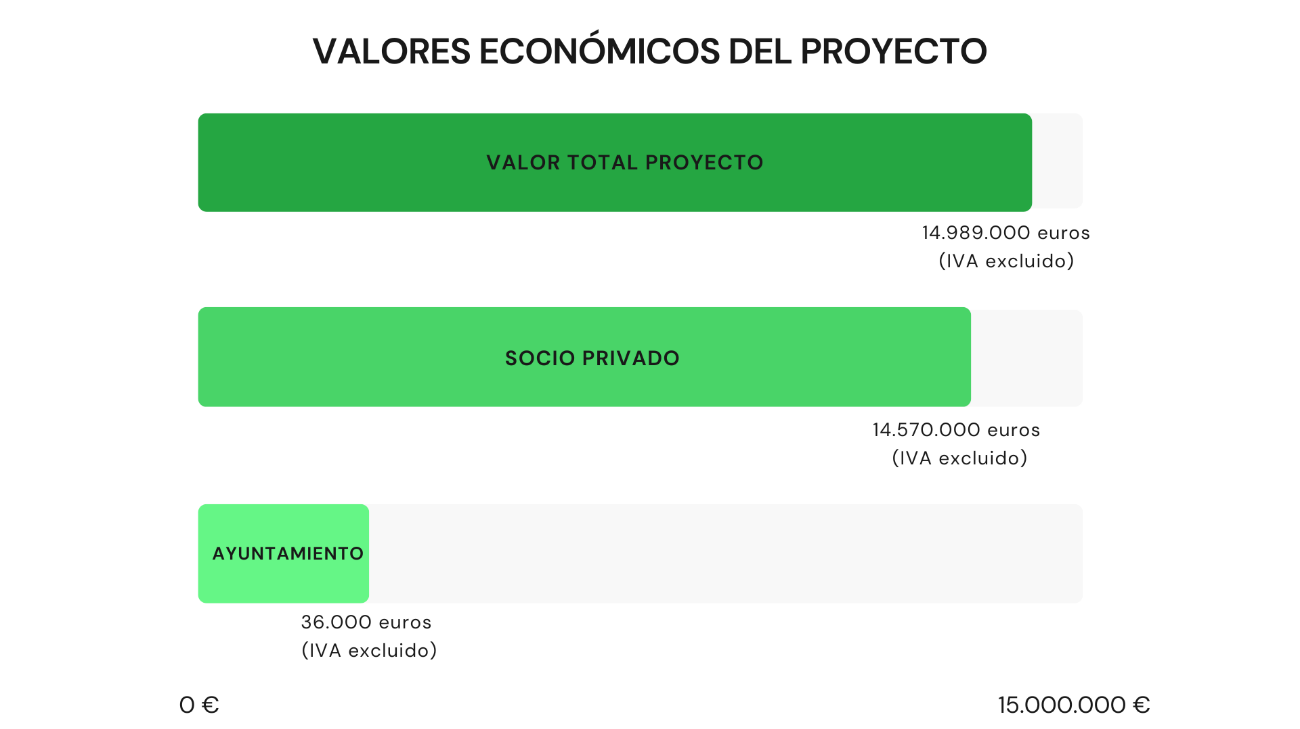 VALORES ECONÓMICOS DEL PROYECTO
VALOR TOTAL PROYECTO
14.989.000 euros
(IVA excluido)
SOCIO PRIVADO
14.570.000 euros
(IVA excluido)
AYUNTAMIENTO
36.000 euros
(IVA excluido)
0 €
15.000.000 €